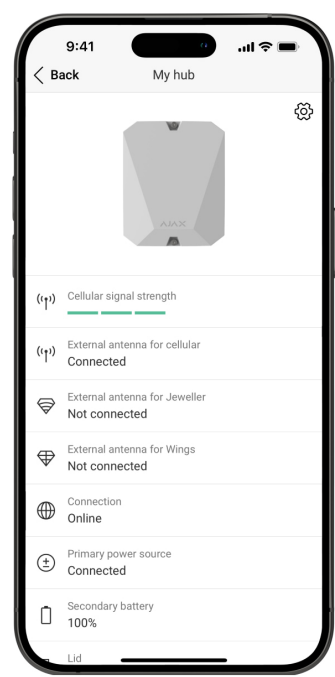 9:41
Back
My hub
AJAX
Cellular signal strength
External antenna for cellular
Connected
External antenna for Jeweller
Not connected
External antenna for Wings
Not connected
Connection
Online
Primary power source
Connected
Secondary battery
100%
Lid